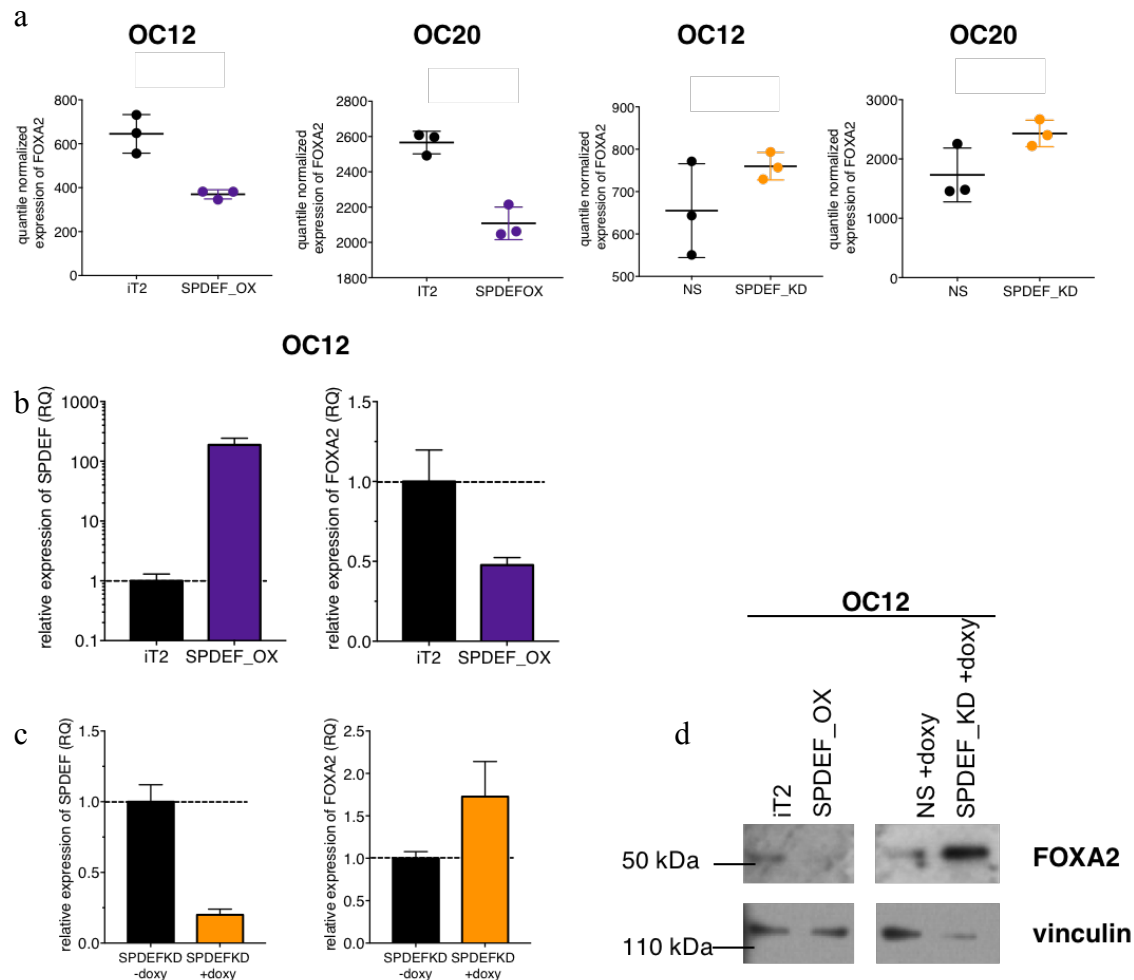 a
OC12
OC20
OC12
OC20
quantile normalized
expression of FOXA2
800
600
400
200
0
iT2
SPDEF_OX
quantile normalized
expression of FOXA2
2800
2600
2400
2200
2000
1800
IT2
SPDEFOX
quantile normalized
expression of FOXA2
900
800
700
600
500
NS
SPDEF_KD
quantile normalized
expression of FOXA2
3000
2000
1000
0
NS
SPDEF_KD
OC12
b
relative expression of SPDEF (RQ)
1000
100
10
1
0.1
iT2
SPDEF_OX
relative expression of FOXA2 (RQ)
1.5
1.0
0.5
0.0
iT2
SPDEF_OX
c
relative expression of SPDEF (RQ)
1.5
1.0
0.5
0.0
SPDEFKD
-doxy
SPDEFKD
+doxy
relative expression of FOXA2 (RQ)
2.5
2.0
1.5
1.0
0.5
0.0
SPDEFKD
-doxy
SPDEFKD
+doxy
d
OC12
iT2
SPDEF_OX
NS +doxy
SPDEF_KD +doxy
50 kDa
FOXA2
110 kDa
vinculin